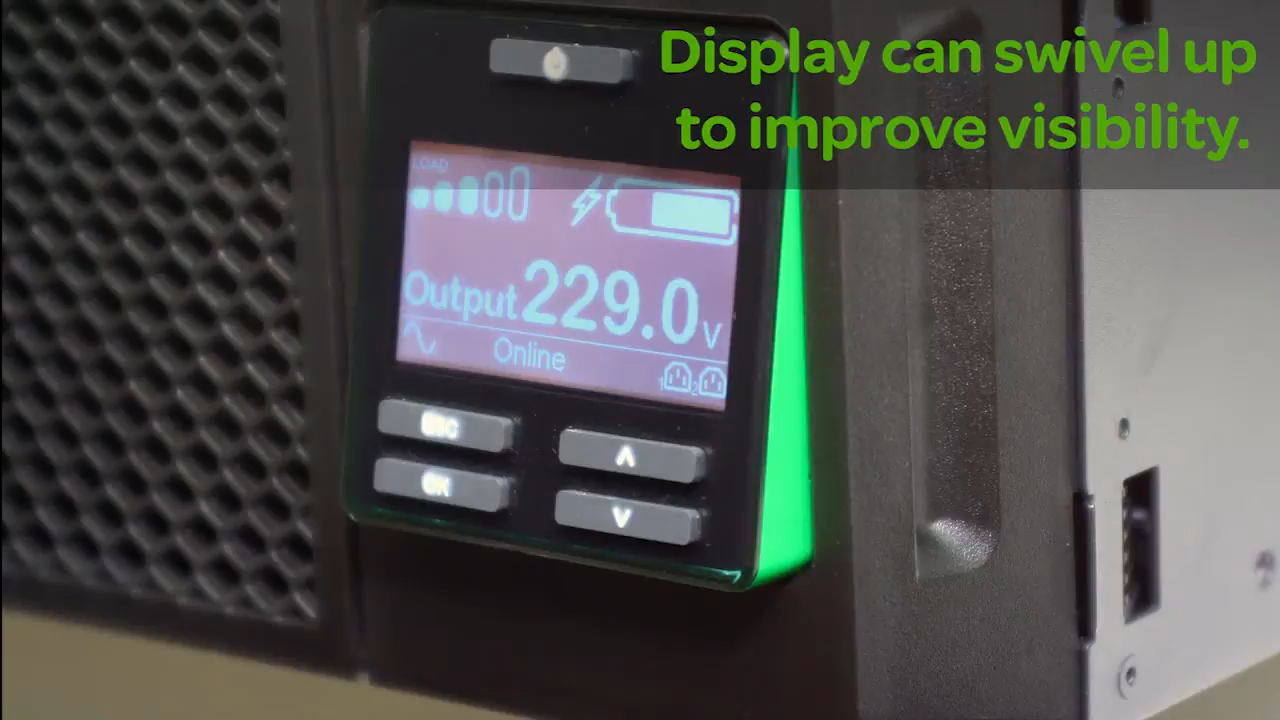 Display can swivel up
to improve visibility.
LOAD
Output 229.0 V
Online
1 2
ESC
OK